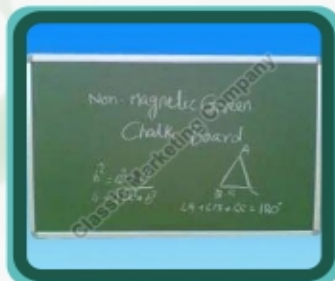 Non-Magnetic Green
Chalk Board
A
B C
∠A + ∠B + ∠C = 180°
Classic Marketing Company